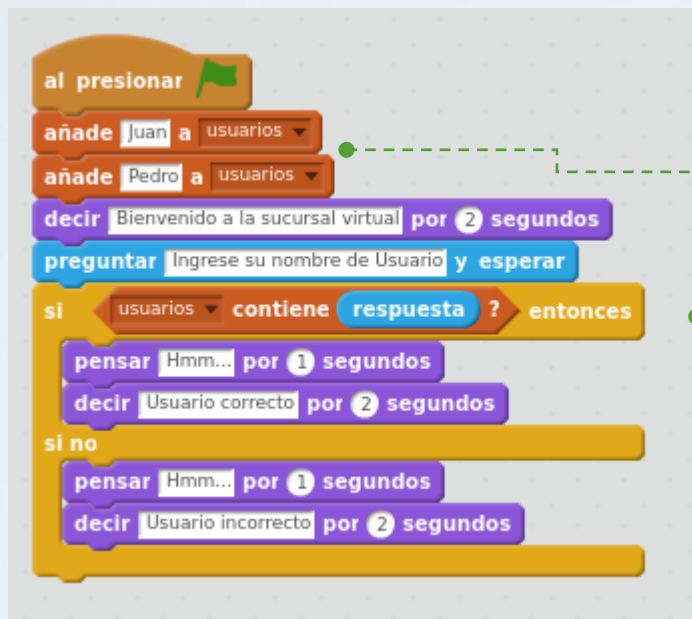 al presionar
añade Juan a usuarios
añade Pedro a usuarios
decir Bienvenido a la sucursal virtual por 2 segundos
preguntar Ingrese su nombre de Usuario y esperar
si usuarios contiene respuesta ? entonces
pensar Hmm... por 1 segundos
decir Usuario correcto por 2 segundos
si no
pensar Hmm... por 1 segundos
decir Usuario incorrecto por 2 segundos